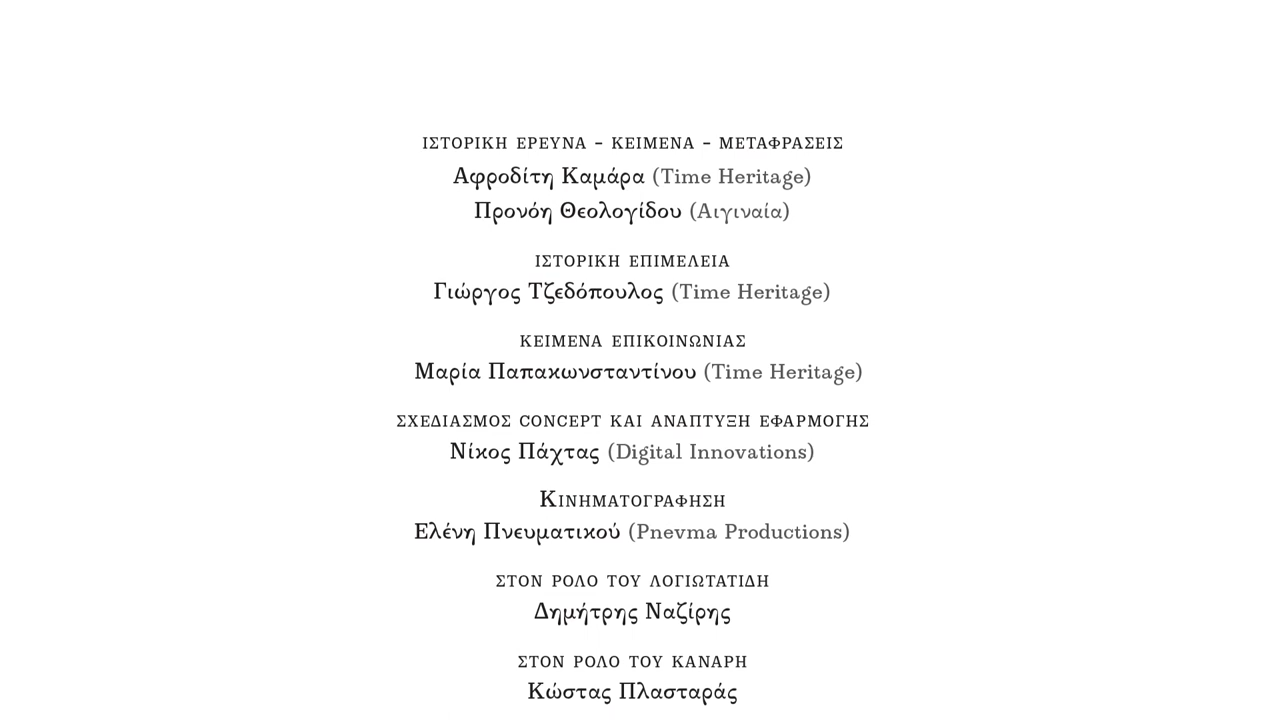 ΙΣΤΟΡΙΚΗ ΕΡΕΥΝΑ – ΚΕΙΜΕΝΑ – ΜΕΤΑΦΡΑΣΕΙΣ
Αφροδίτη Καμάρα (Time Heritage)
Προνόη Θεολογίδου (Αιγιναία)
ΙΣΤΟΡΙΚΗ ΕΠΙΜΕΛΕΙΑ
Γιώργος Τζεδόπουλος (Time Heritage)
ΚΕΙΜΕΝΑ ΕΠΙΚΟΙΝΩΝΙΑΣ
Μαρία Παπακωνσταντίνου (Time Heritage)
ΣΧΕΔΙΑΣΜΟΣ CONCEPT ΚΑΙ ΑΝΑΠΤΥΞΗ ΕΦΑΡΜΟΓΗΣ
Νίκος Πάχτας (Digital Innovations)
ΚΙΝΗΜΑΤΟΓΡΑΦΗΣΗ
Ελένη Πνευματικού (Pnevma Productions)
ΣΤΟΝ ΡΟΛΟ ΤΟΥ ΛΟΓΙΩΤΑΤΙΔΗ
Δημήτρης Ναζίρης
ΣΤΟΝ ΡΟΛΟ ΤΟΥ ΚΑΝΑΡΗ
Κώστας Πλασταράς